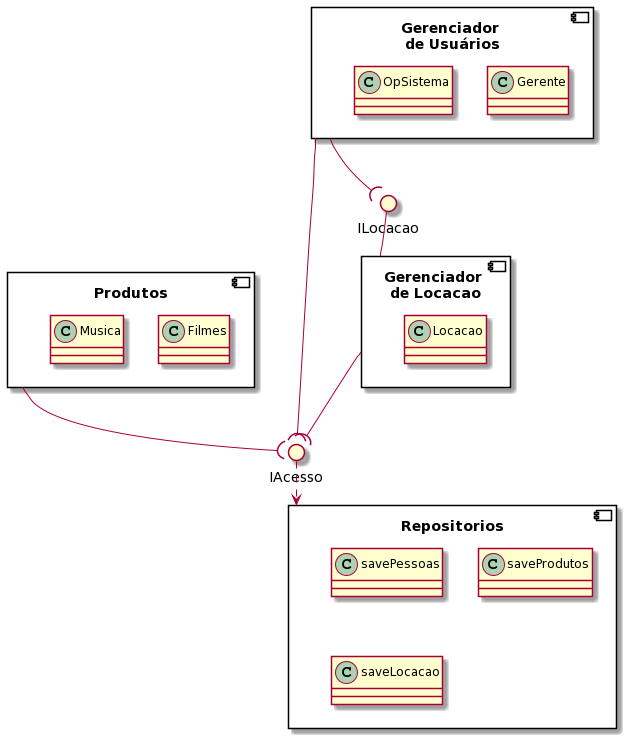 Gerenciador
de Usuários
C OpSistema
C Gerente
ILocacao
Produtos
C Musica
C Filmes
Gerenciador
de Locacao
C Locacao
IAcesso
Repositorios
C savePessoas
C saveProdutos
C saveLocacao